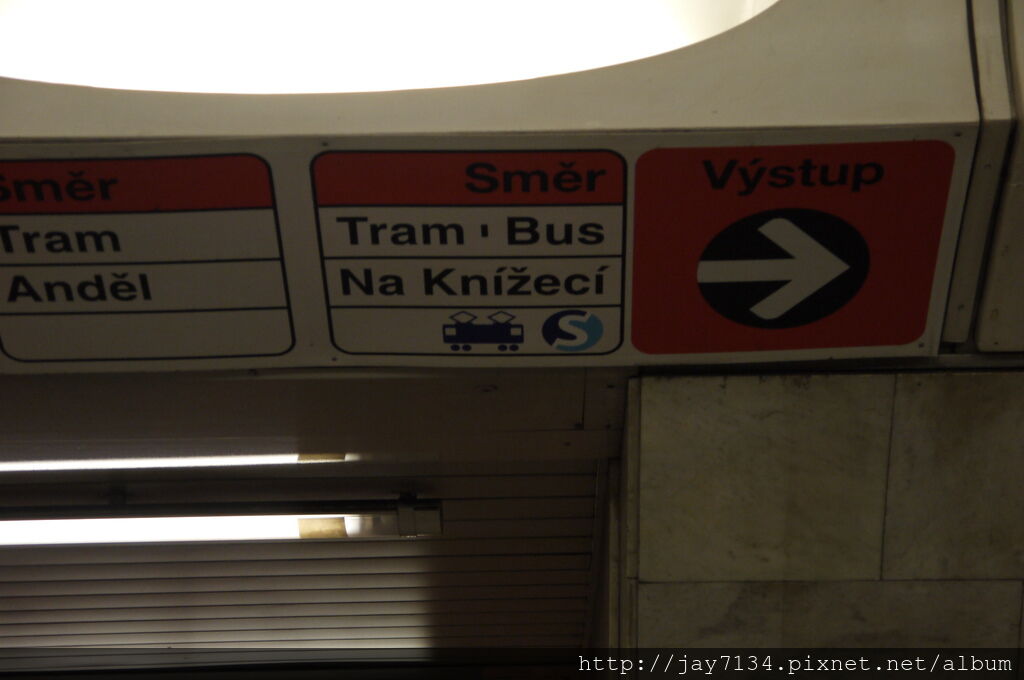 Směr
Tram
Anděl
Směr
Tram · Bus
Na Knížecí
S
Výstup
http://jay7134.pixnet.net/album